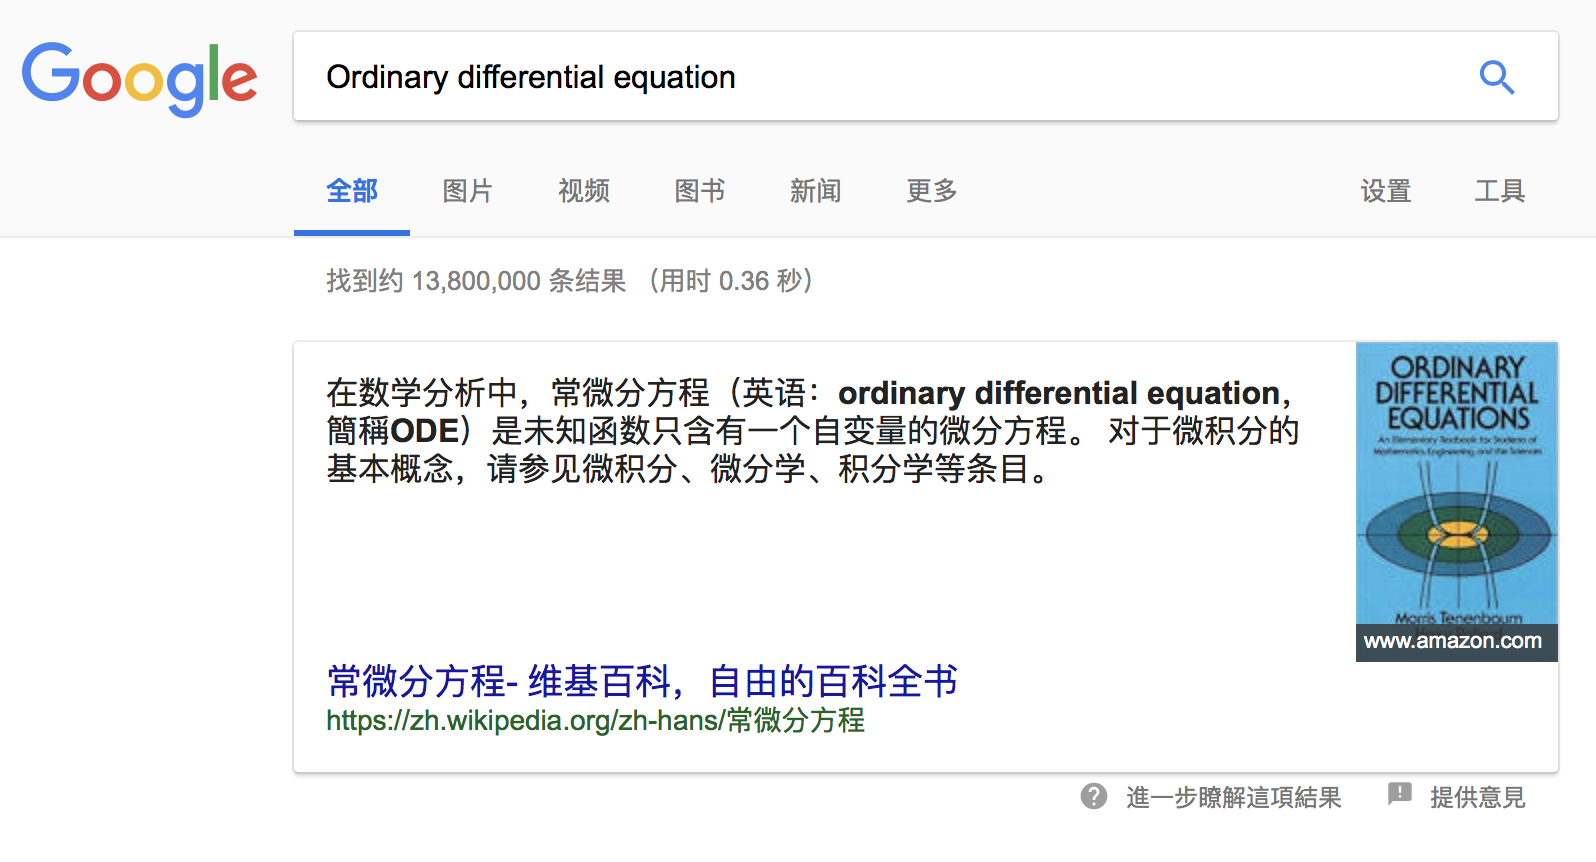 Google
Ordinary differential equation
全部 图片 视频 图书 新闻 更多 设置 工具
找到约 13,800,000 条结果 （用时 0.36 秒）
在数学分析中，常微分方程（英语：ordinary differential equation，
簡稱ODE）是未知函数只含有一个自变量的微分方程。 对于微积分的
基本概念，请参见微积分、微分学、积分学等条目。
ORDINARY
DIFFERENTIAL
EQUATIONS
An Elementary Textbook for Students of
Mathematics, Engineering and the Sciences
Morris Tenenbaum
www.amazon.com
常微分方程- 维基百科，自由的百科全书
https://zh.wikipedia.org/zh-hans/常微分方程
進一步瞭解這項結果 提供意見